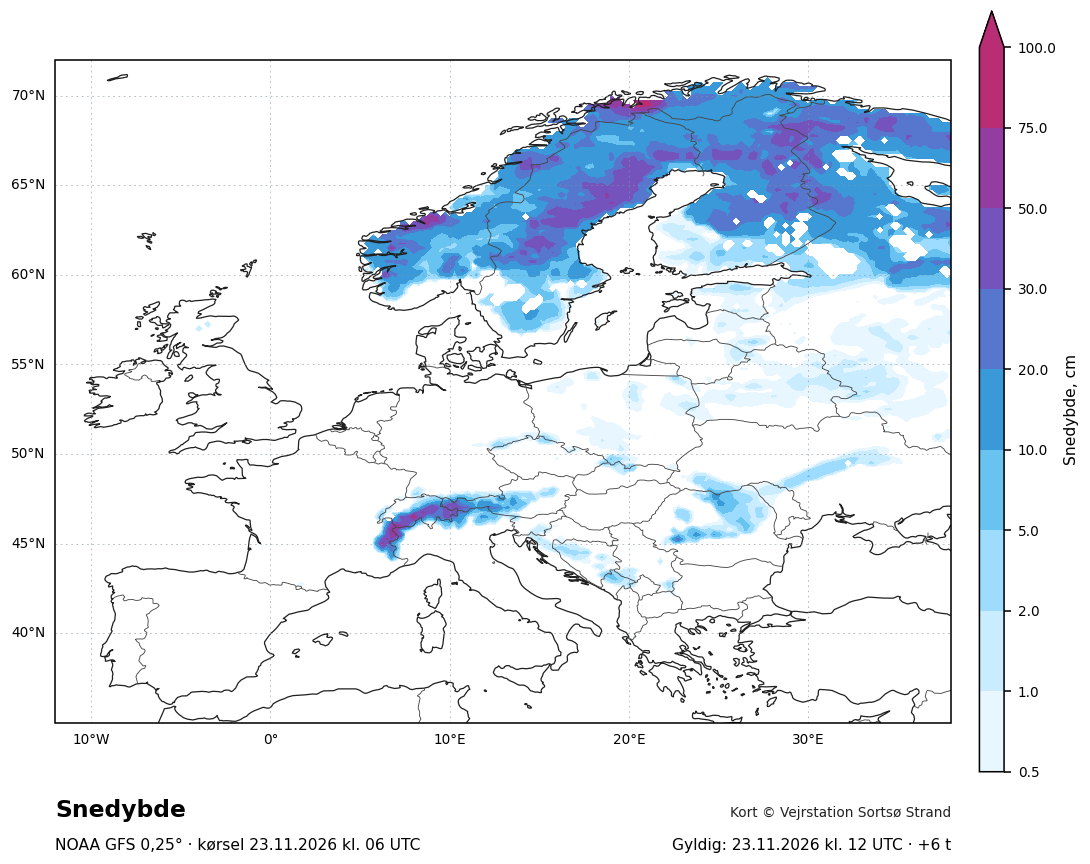 100.0
75.0
50.0
30.0
20.0
10.0
5.0
2.0
1.0
0.5
Snedybde, cm
70°N
65°N
60°N
55°N
50°N
45°N
40°N
10°W 0° 10°E 20°E 30°E
Snedybde
Kort © Vejrstation Sortsø Strand
NOAA GFS 0,25° · kørsel 23.11.2026 kl. 06 UTC
Gyldig: 23.11.2026 kl. 12 UTC · +6 t